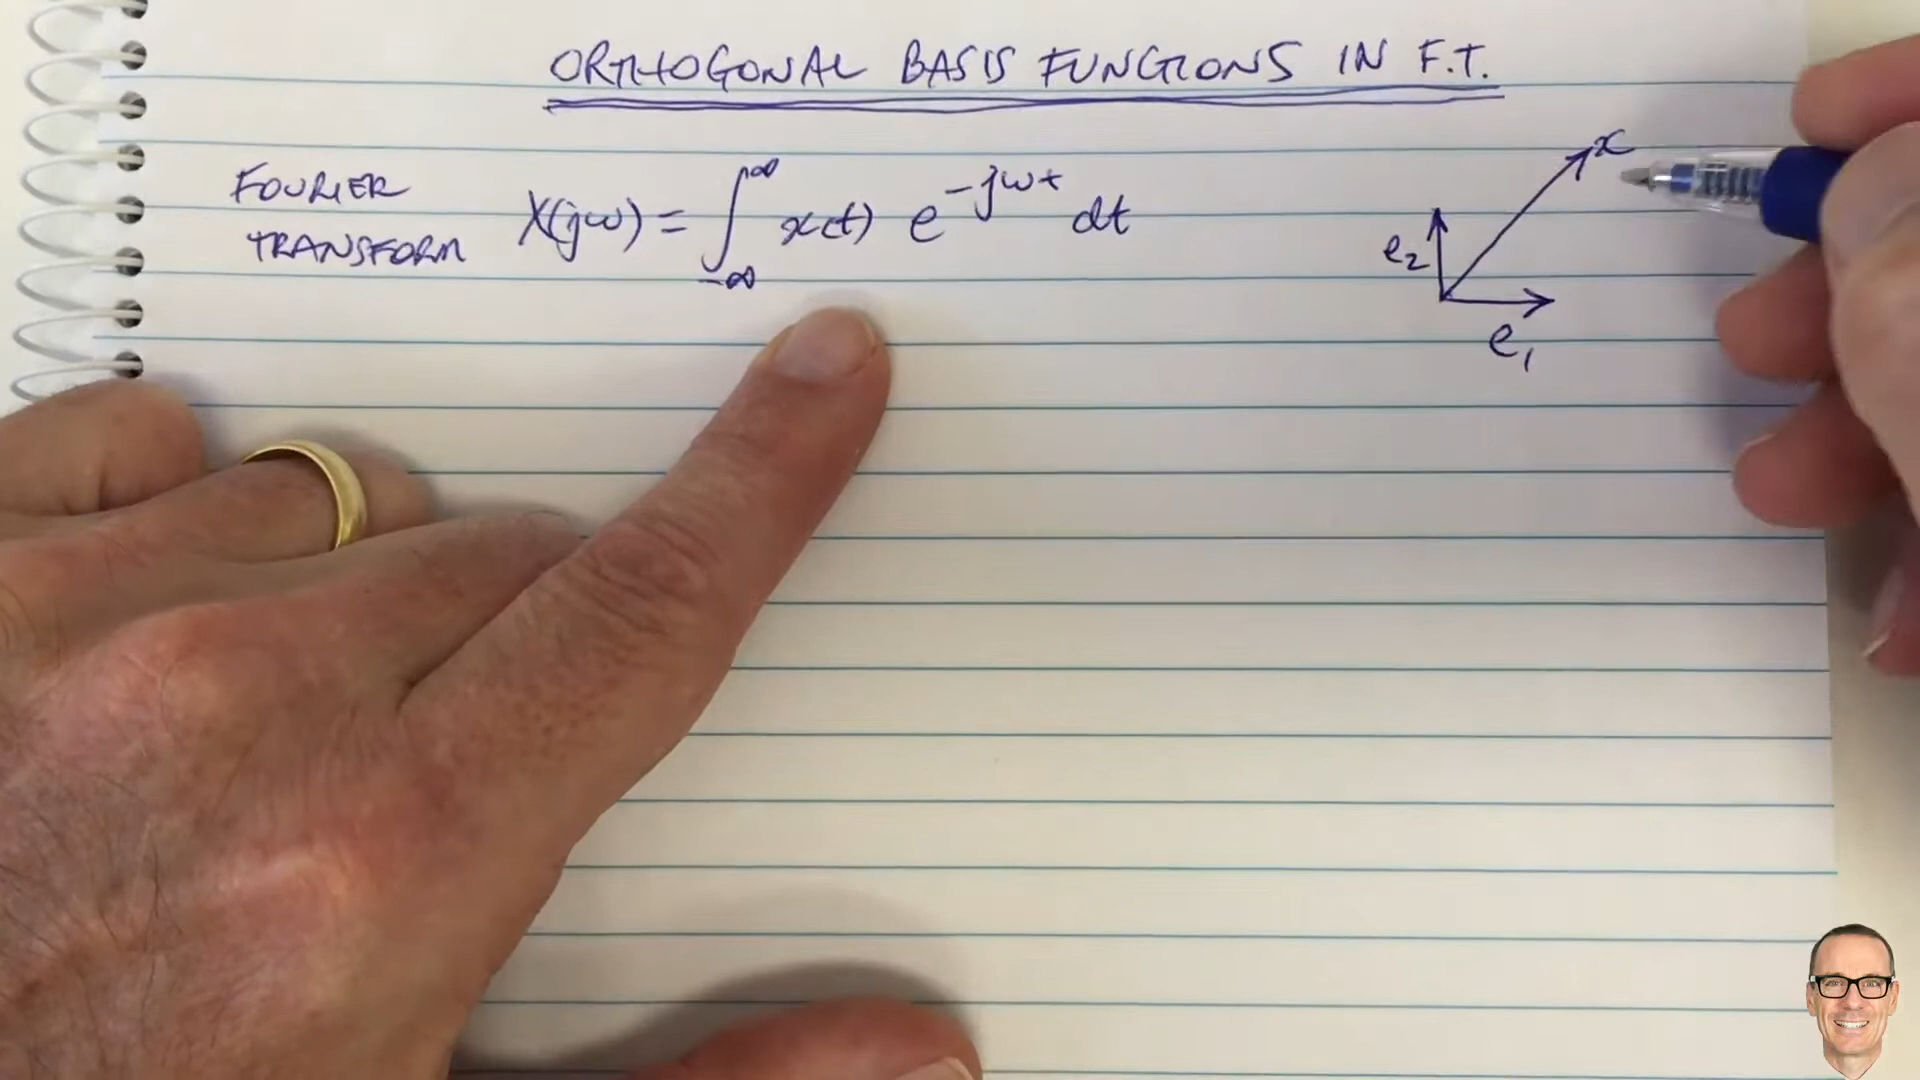 ORTHOGONAL BASIS FUNCTIONS IN F.T.
FOURIER
TRANSFORM
X(jω) = ∫_{-∞}^{∞} x(t) e^{-jωt} dt
x
e₂
e₁